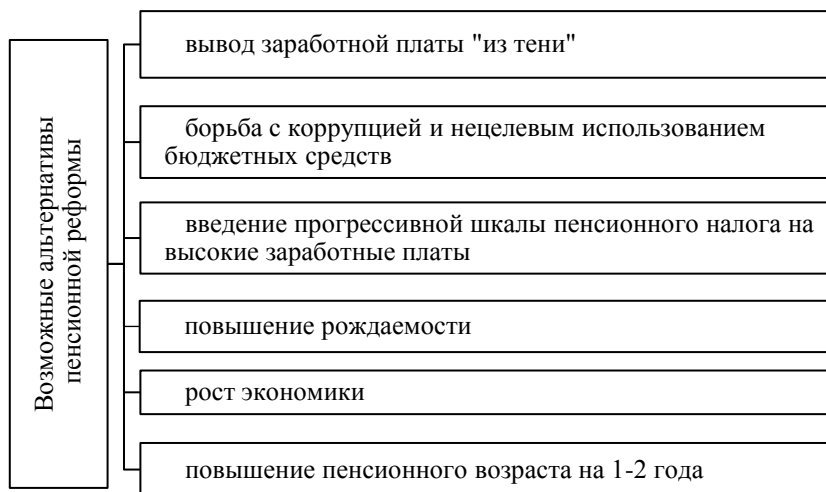 Возможные альтернативы
пенсионной реформы
вывод заработной платы "из тени"
борьба с коррупцией и нецелевым использованием
бюджетных средств
введение прогрессивной шкалы пенсионного налога на
высокие заработные платы
повышение рождаемости
рост экономики
повышение пенсионного возраста на 1-2 года